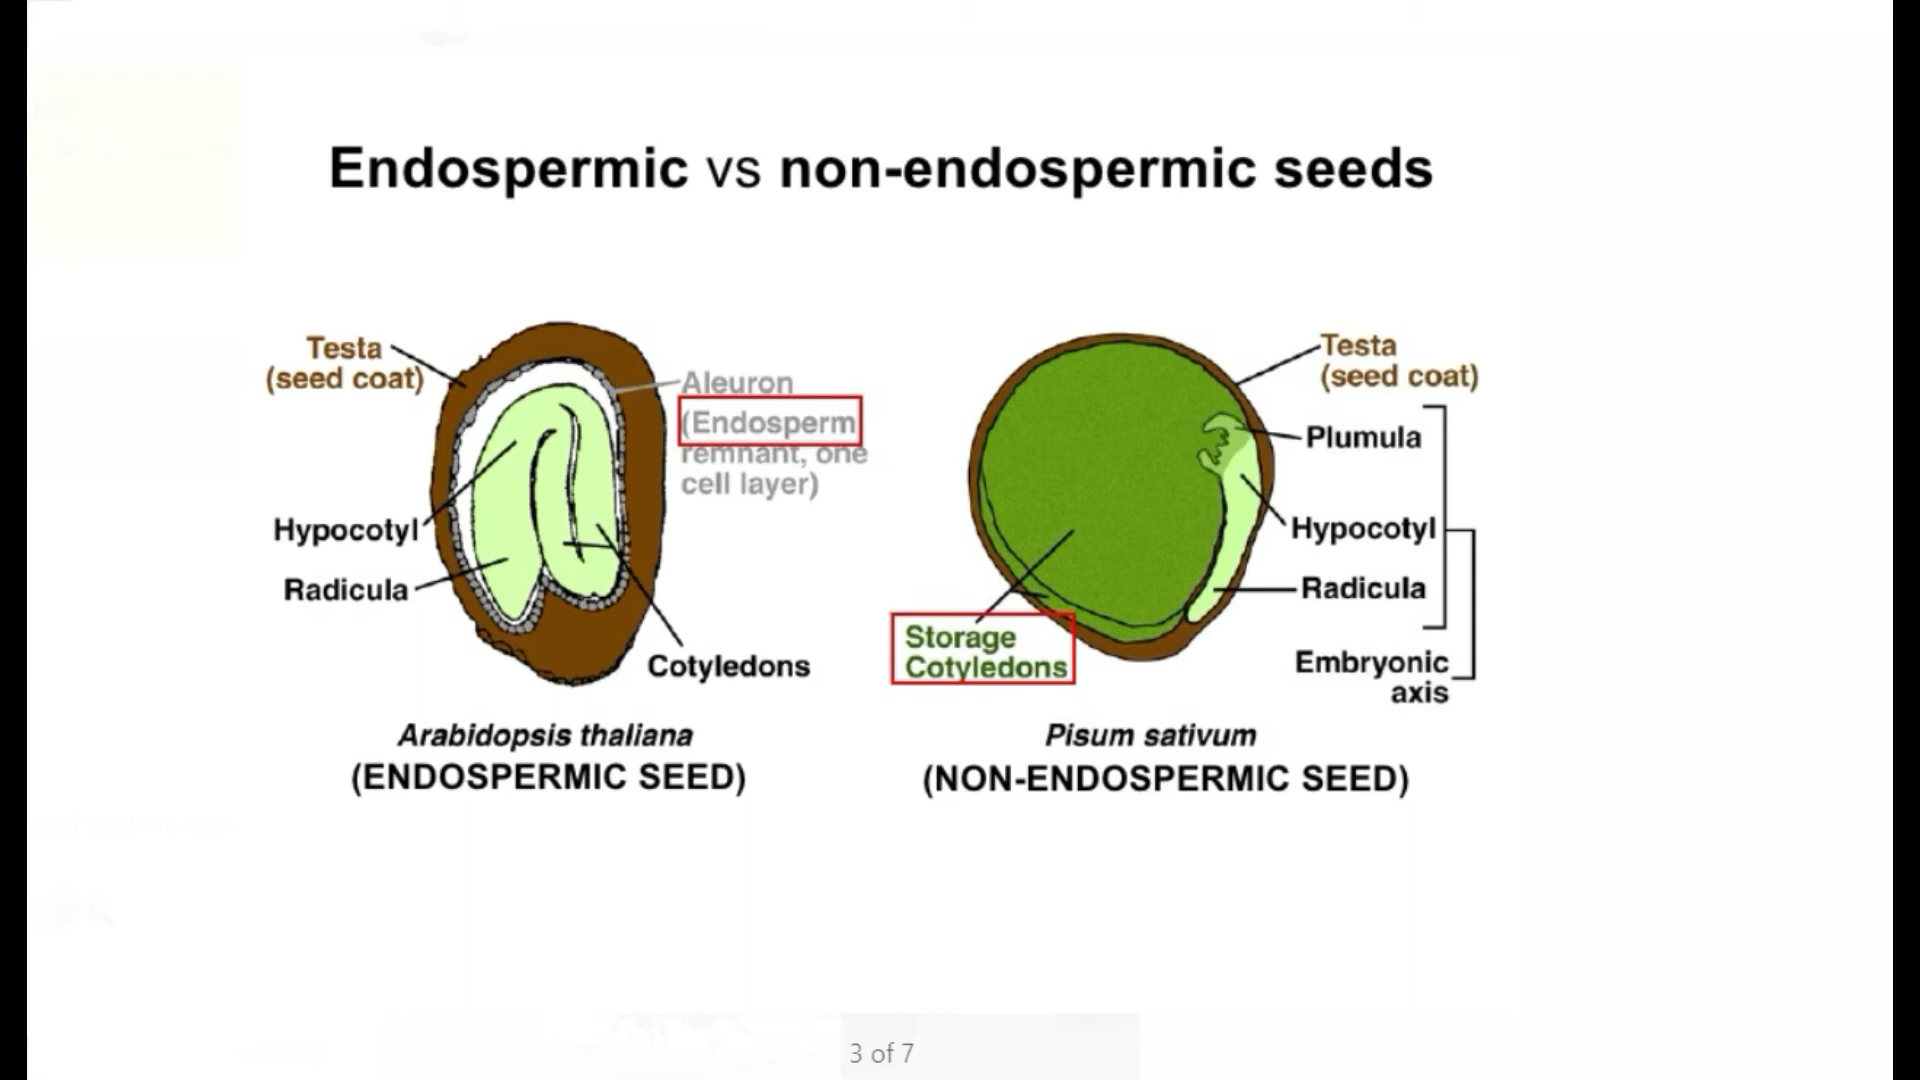 Endospermic vs non-endospermic seeds
Testa
(seed coat)
Aleuron
(Endosperm
remnant, one
cell layer)
Hypocotyl
Radicula
Cotyledons
Arabidopsis thaliana
(ENDOSPERMIC SEED)
Testa
(seed coat)
Plumula
Hypocotyl
Radicula
Embryonic
axis
Storage
Cotyledons
Pisum sativum
(NON-ENDOSPERMIC SEED)
3 of 7